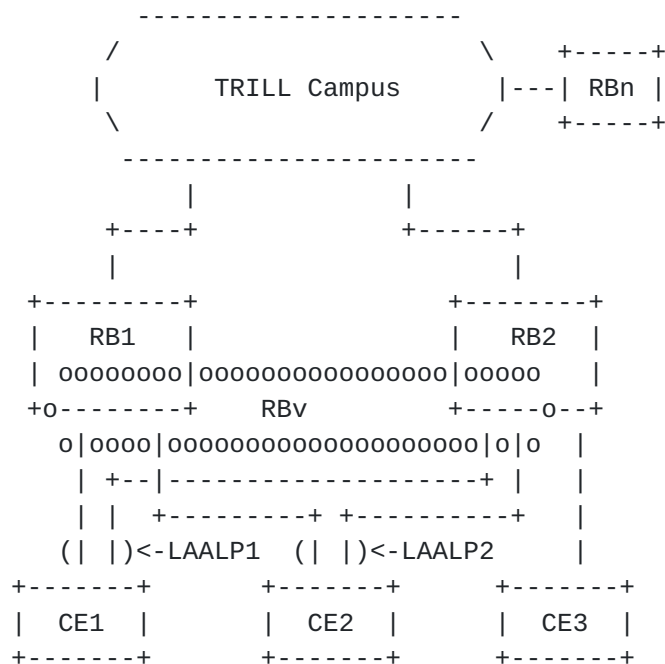 TRILL Campus
RBn
RB1
RB2
RBv
(| |)<-LAALP1 (| |)<-LAALP2
CE1 CE2 CE3